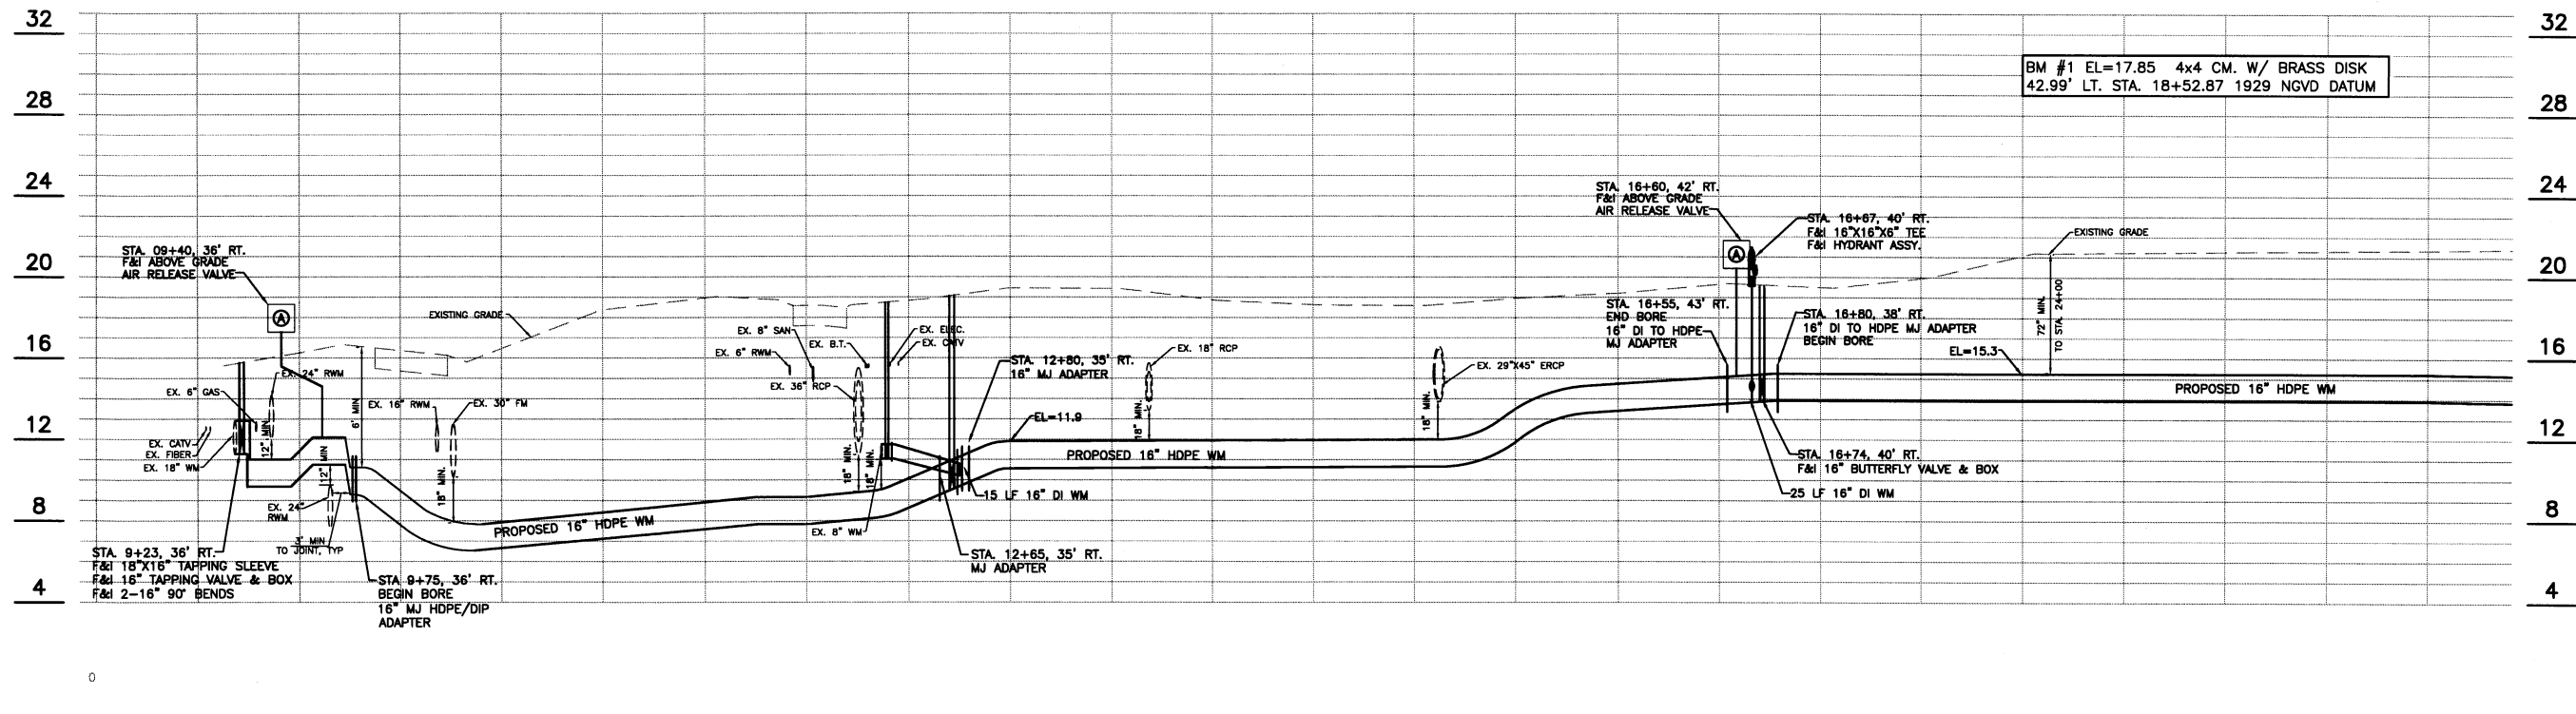 32
32
BM #1 EL=17.85 4x4 CM. W/ BRASS DISK
42.99' LT. STA. 18+52.87 1929 NGVD DATUM
28
28
24
24
STA. 16+60, 42' RT.
F&I ABOVE GRADE
AIR RELEASE VALVE
STA. 16+67, 40' RT.
F&I 16"X16"X6" TEE
F&I HYDRANT ASSY.
EXISTING GRADE
STA. 09+40, 36' RT.
F&I ABOVE GRADE
AIR RELEASE VALVE
20
20
A
A
EXISTING GRADE
72" MIN.
TO STA. 24+00
STA. 16+55, 43' RT.
END BORE
16" DI TO HDPE
MJ ADAPTER
STA. 16+80, 38' RT.
16" DI TO HDPE MJ ADAPTER
BEGIN BORE
EX. 8" SAN
EX. ELEC.
EX. B.T.
EX. CATV
EX. 6" RWM
EX. 18" RCP
EL=15.3
16
16
STA. 12+80, 35' RT.
16" MJ ADAPTER
EX. 29"X45" ERCP
EX. 24" RWM
EX. 36" RCP
EX. 6" GAS
PROPOSED 16" HDPE WM
EX. 16" RWM
EX. 30" FM
6' MIN
12" MIN.
18" MIN.
18" MIN.
EL=11.9
12
12
EX. CATV
EX. FIBER
EX. 18" WM
PROPOSED 16" HDPE WM
STA. 16+74, 40' RT.
F&I 16" BUTTERFLY VALVE & BOX
12" MIN
18" MIN.
18" MIN.
18" MIN.
15 LF 16" DI WM
25 LF 16" DI WM
EX. 24"
RWM
8
8
PROPOSED 16" HDPE WM
EX. 8" WM
3' MIN
TO JOINT, TYP
STA. 9+23, 36' RT.
F&I 18"X16" TAPPING SLEEVE
F&I 16" TAPPING VALVE & BOX
F&I 2-16" 90° BENDS
STA. 12+65, 35' RT.
MJ ADAPTER
STA 9+75, 36' RT.
BEGIN BORE
16" MJ HDPE/DIP
ADAPTER
4
4
0